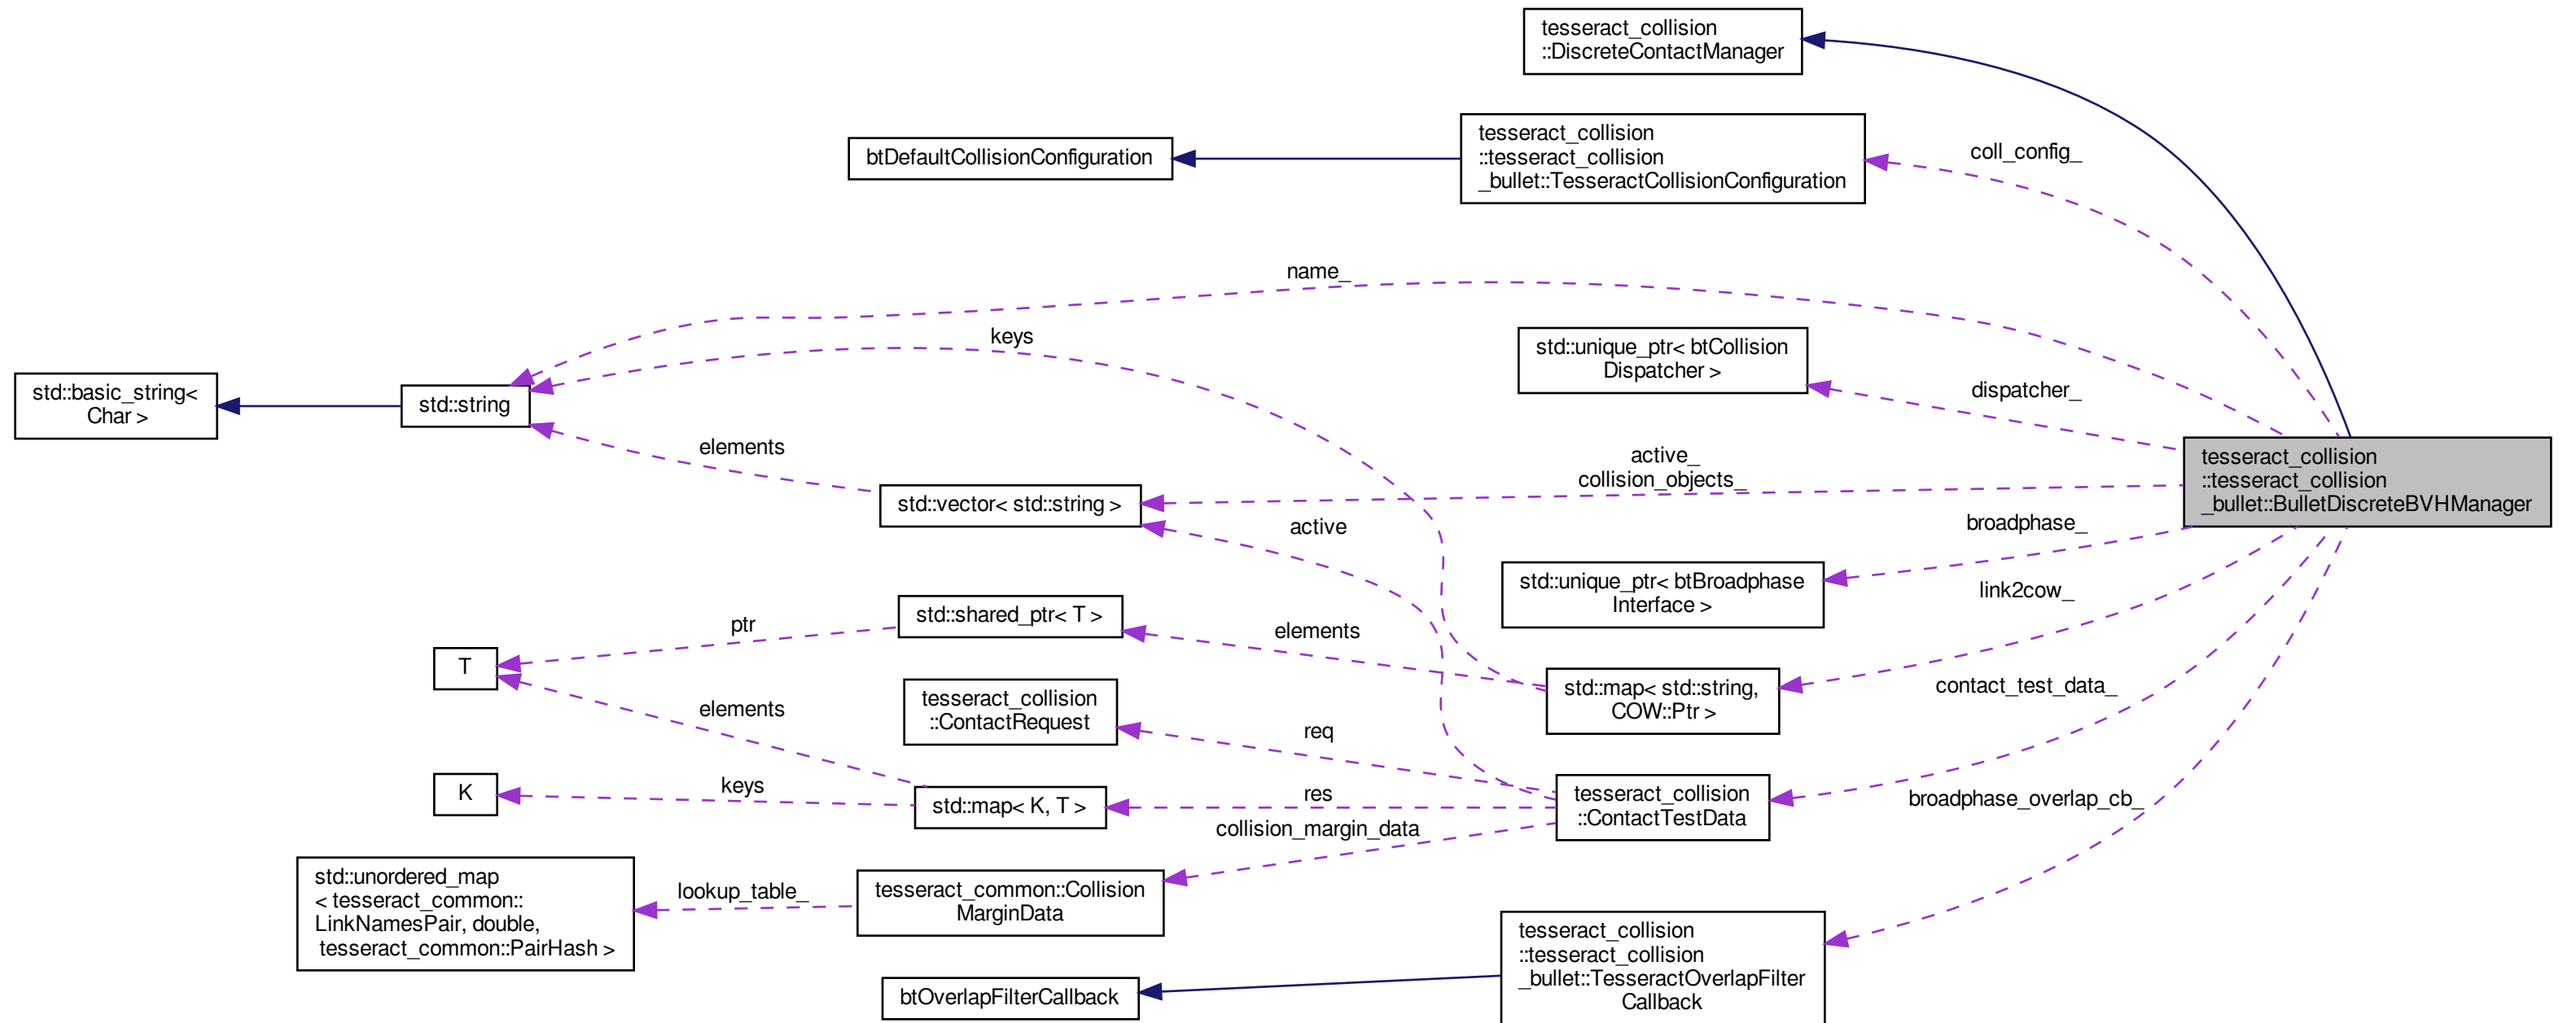 tesseract_collision
::DiscreteContactManager
btDefaultCollisionConfiguration
tesseract_collision
::tesseract_collision
_bullet::TesseractCollisionConfiguration
coll_config_
name_
keys
std::unique_ptr< btCollision
Dispatcher >
dispatcher_
std::basic_string<
Char >
std::string
elements
std::vector< std::string >
active_
collision_objects_
tesseract_collision
::tesseract_collision
_bullet::BulletDiscreteBVHManager
active
broadphase_
std::unique_ptr< btBroadphase
Interface >
link2cow_
std::shared_ptr< T >
ptr
elements
T
std::map< std::string,
COW::Ptr >
tesseract_collision
::ContactRequest
req
contact_test_data_
elements
K
keys
std::map< K, T >
res
tesseract_collision
::ContactTestData
collision_margin_data
broadphase_overlap_cb_
std::unordered_map
< tesseract_common::
LinkNamesPair, double,
tesseract_common::PairHash >
lookup_table_
tesseract_common::Collision
MarginData
tesseract_collision
::tesseract_collision
_bullet::TesseractOverlapFilter
Callback
btOverlapFilterCallback